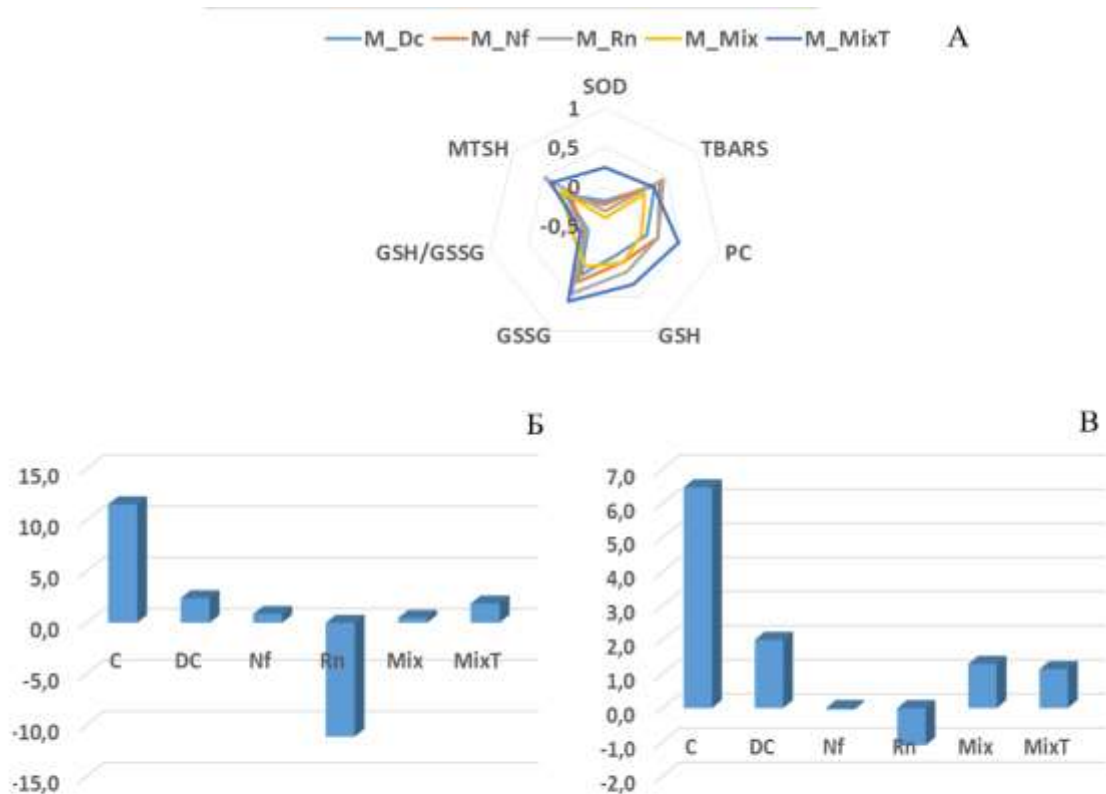 M_Dc M_Nf M_Rn M_Mix M_MixT
А
SOD
1
MTSH
0,5
TBARS
0
-0,5
GSH/GSSG
PC
GSSG
GSH
Б
15,0
10,0
5,0
0,0
C DC Nf Rn Mix MixT
-5,0
-10,0
-15,0
В
7,0
6,0
5,0
4,0
3,0
2,0
1,0
0,0
C DC Nf Rn Mix MixT
-1,0
-2,0